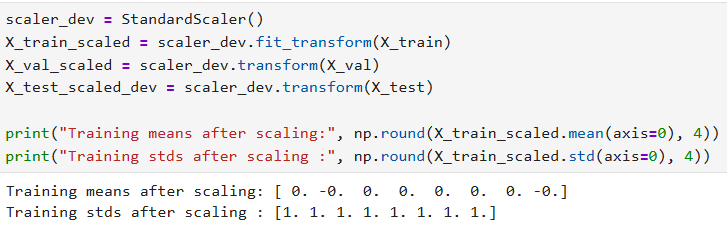 scaler_dev = StandardScaler()
X_train_scaled = scaler_dev.fit_transform(X_train)
X_val_scaled = scaler_dev.transform(X_val)
X_test_scaled_dev = scaler_dev.transform(X_test)
print("Training means after scaling:", np.round(X_train_scaled.mean(axis=0), 4))
print("Training stds after scaling :", np.round(X_train_scaled.std(axis=0), 4))
Training means after scaling: [ 0. -0.  0.  0.  0.  0.  0. -0.]
Training stds after scaling : [1. 1. 1. 1. 1. 1. 1. 1.]